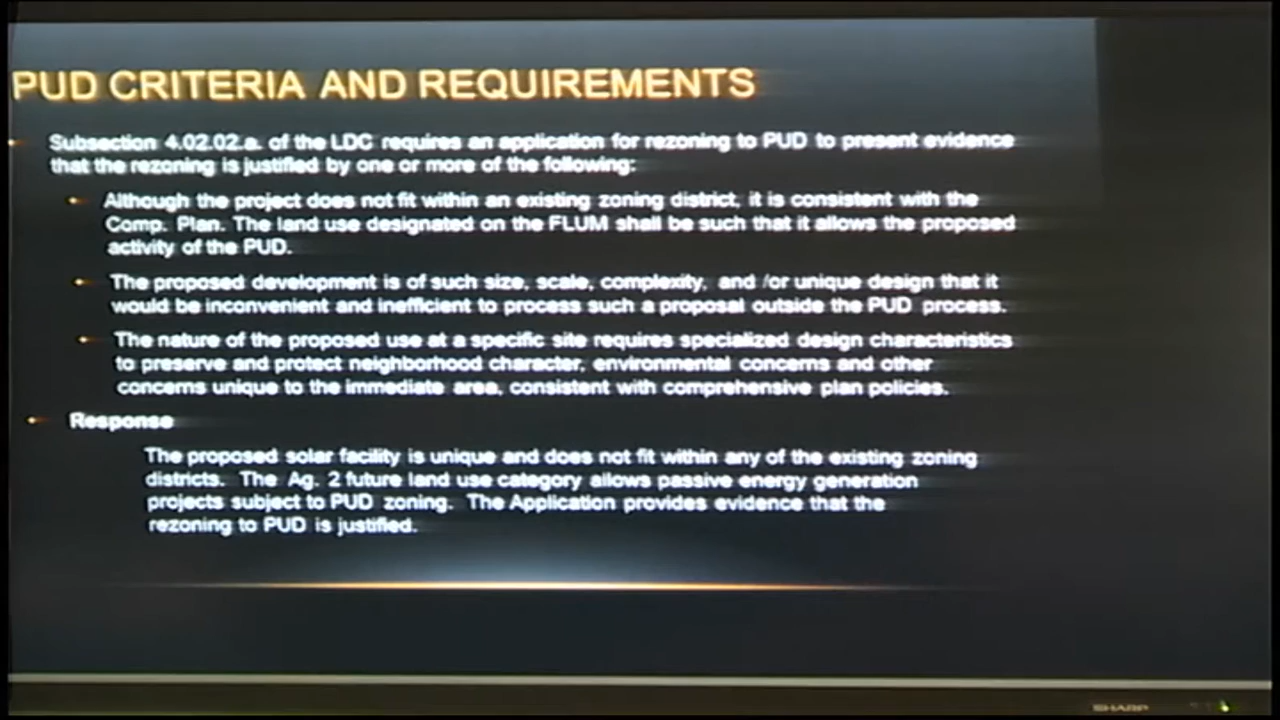 PUD CRITERIA AND REQUIREMENTS
Subsection 4.02.02.a. of the LDC requires an application for rezoning to PUD to present evidence
that the rezoning is justified by one or more of the following:
Although the project does not fit within an existing zoning district, it is consistent with the
Comp. Plan. The land use designated on the FLUM shall be such that it allows the proposed
activity of the PUD.
The proposed development is of such size, scale, complexity, and /or unique design that it
would be inconvenient and inefficient to process such a proposal outside the PUD process.
The nature of the proposed use at a specific site requires specialized design characteristics
to preserve and protect neighborhood character, environmental concerns and other
concerns unique to the immediate area, consistent with comprehensive plan policies.
Response
The proposed solar facility is unique and does not fit within any of the existing zoning
districts. The Ag. 2 future land use category allows passive energy generation
projects subject to PUD zoning. The Application provides evidence that the
rezoning to PUD is justified.
SHARP